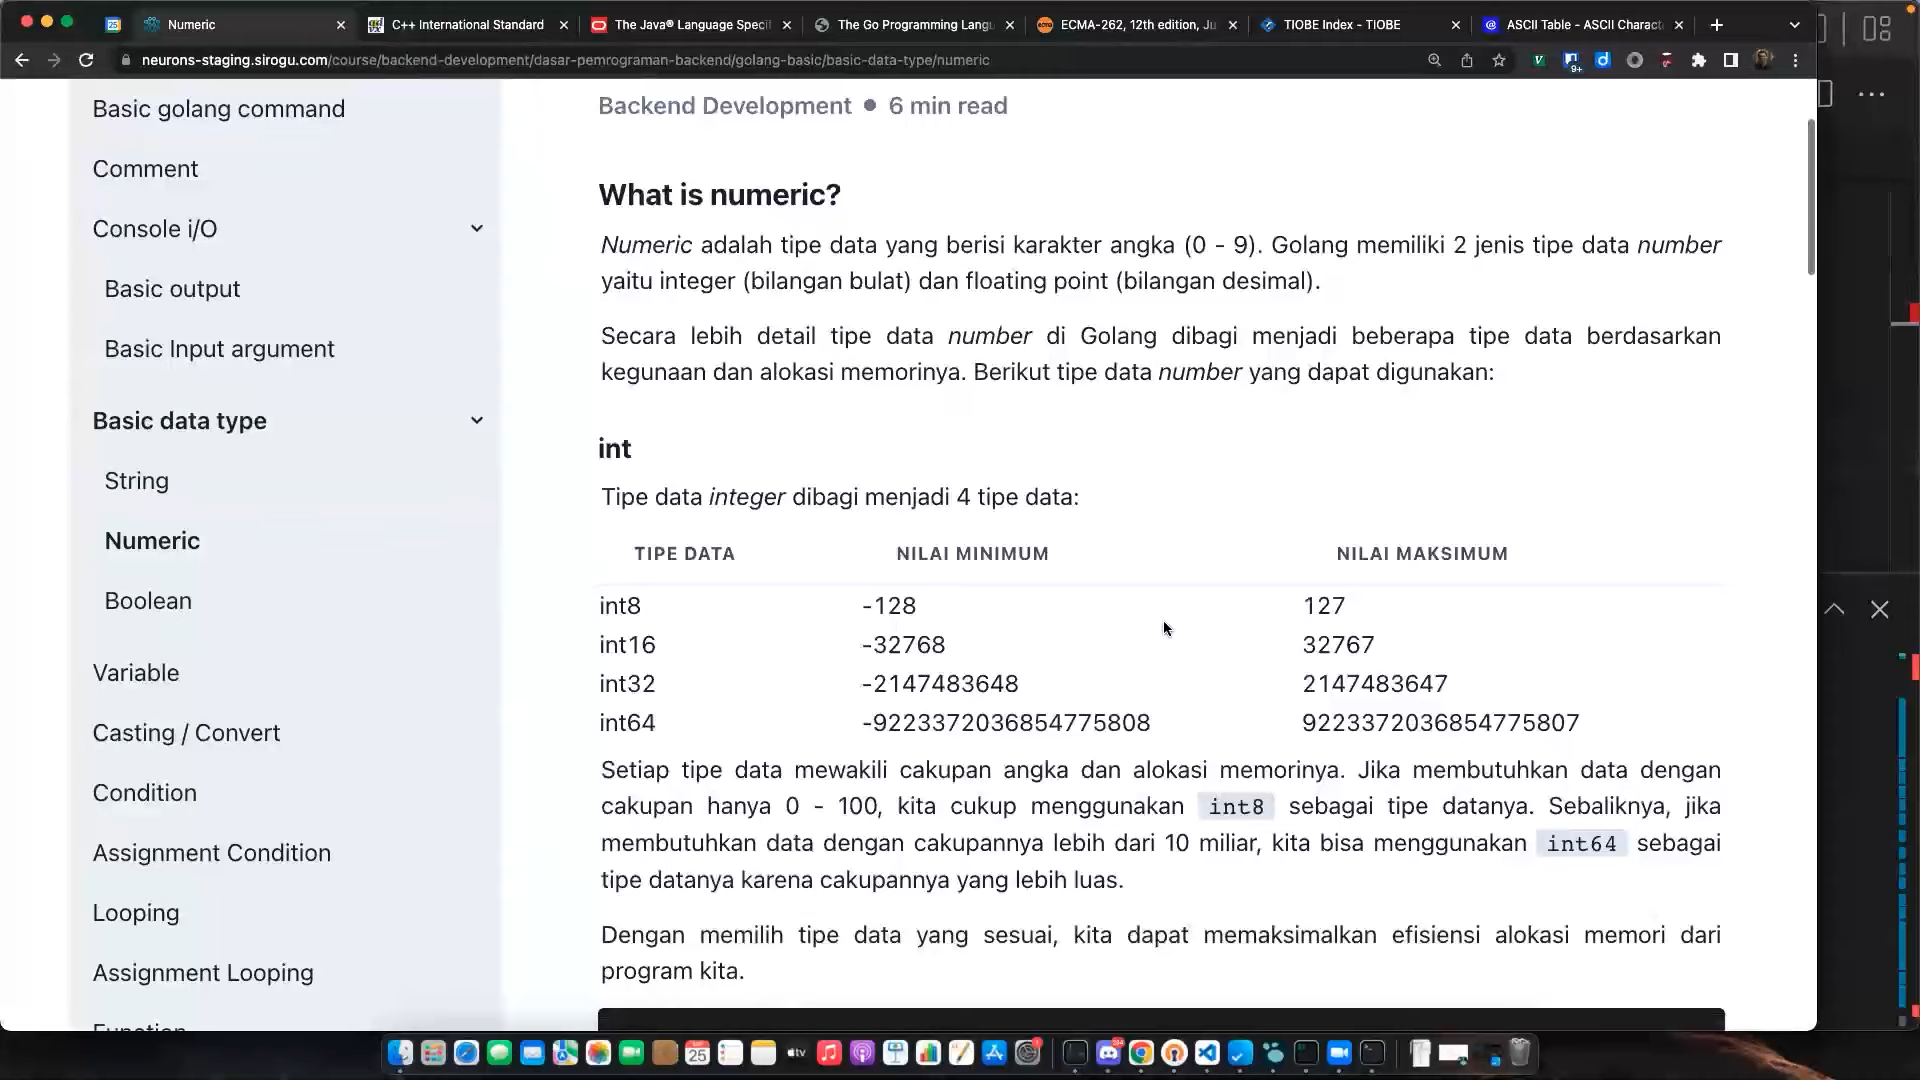 Numeric
C++ International Standard
The Java® Language Specifi
The Go Programming Langu
ECMA-262, 12th edition, Ju
TIOBE Index - TIOBE
ASCII Table - ASCII Charact
neurons-staging.sirogu.com/course/backend-development/dasar-pemrograman-backend/golang-basic/basic-data-type/numeric
Basic golang command
Comment
Console i/O
Basic output
Basic Input argument
Basic data type
String
Numeric
Boolean
Variable
Casting / Convert
Condition
Assignment Condition
Looping
Assignment Looping
Function
Backend Development ● 6 min read
What is numeric?
Numeric adalah tipe data yang berisi karakter angka (0 - 9). Golang memiliki 2 jenis tipe data number
yaitu integer (bilangan bulat) dan floating point (bilangan desimal).
Secara lebih detail tipe data number di Golang dibagi menjadi beberapa tipe data berdasarkan
kegunaan dan alokasi memorinya. Berikut tipe data number yang dapat digunakan:
int
Tipe data integer dibagi menjadi 4 tipe data:
TIPE DATA NILAI MINIMUM NILAI MAKSIMUM
int8 -128 127
int16 -32768 32767
int32 -2147483648 2147483647
int64 -9223372036854775808 9223372036854775807
Setiap tipe data mewakili cakupan angka dan alokasi memorinya. Jika membutuhkan data dengan
cakupan hanya 0 - 100, kita cukup menggunakan int8 sebagai tipe datanya. Sebaliknya, jika
membutuhkan data dengan cakupannya lebih dari 10 miliar, kita bisa menggunakan int64 sebagai
tipe datanya karena cakupannya yang lebih luas.
Dengan memilih tipe data yang sesuai, kita dapat memaksimalkan efisiensi alokasi memori dari
program kita.